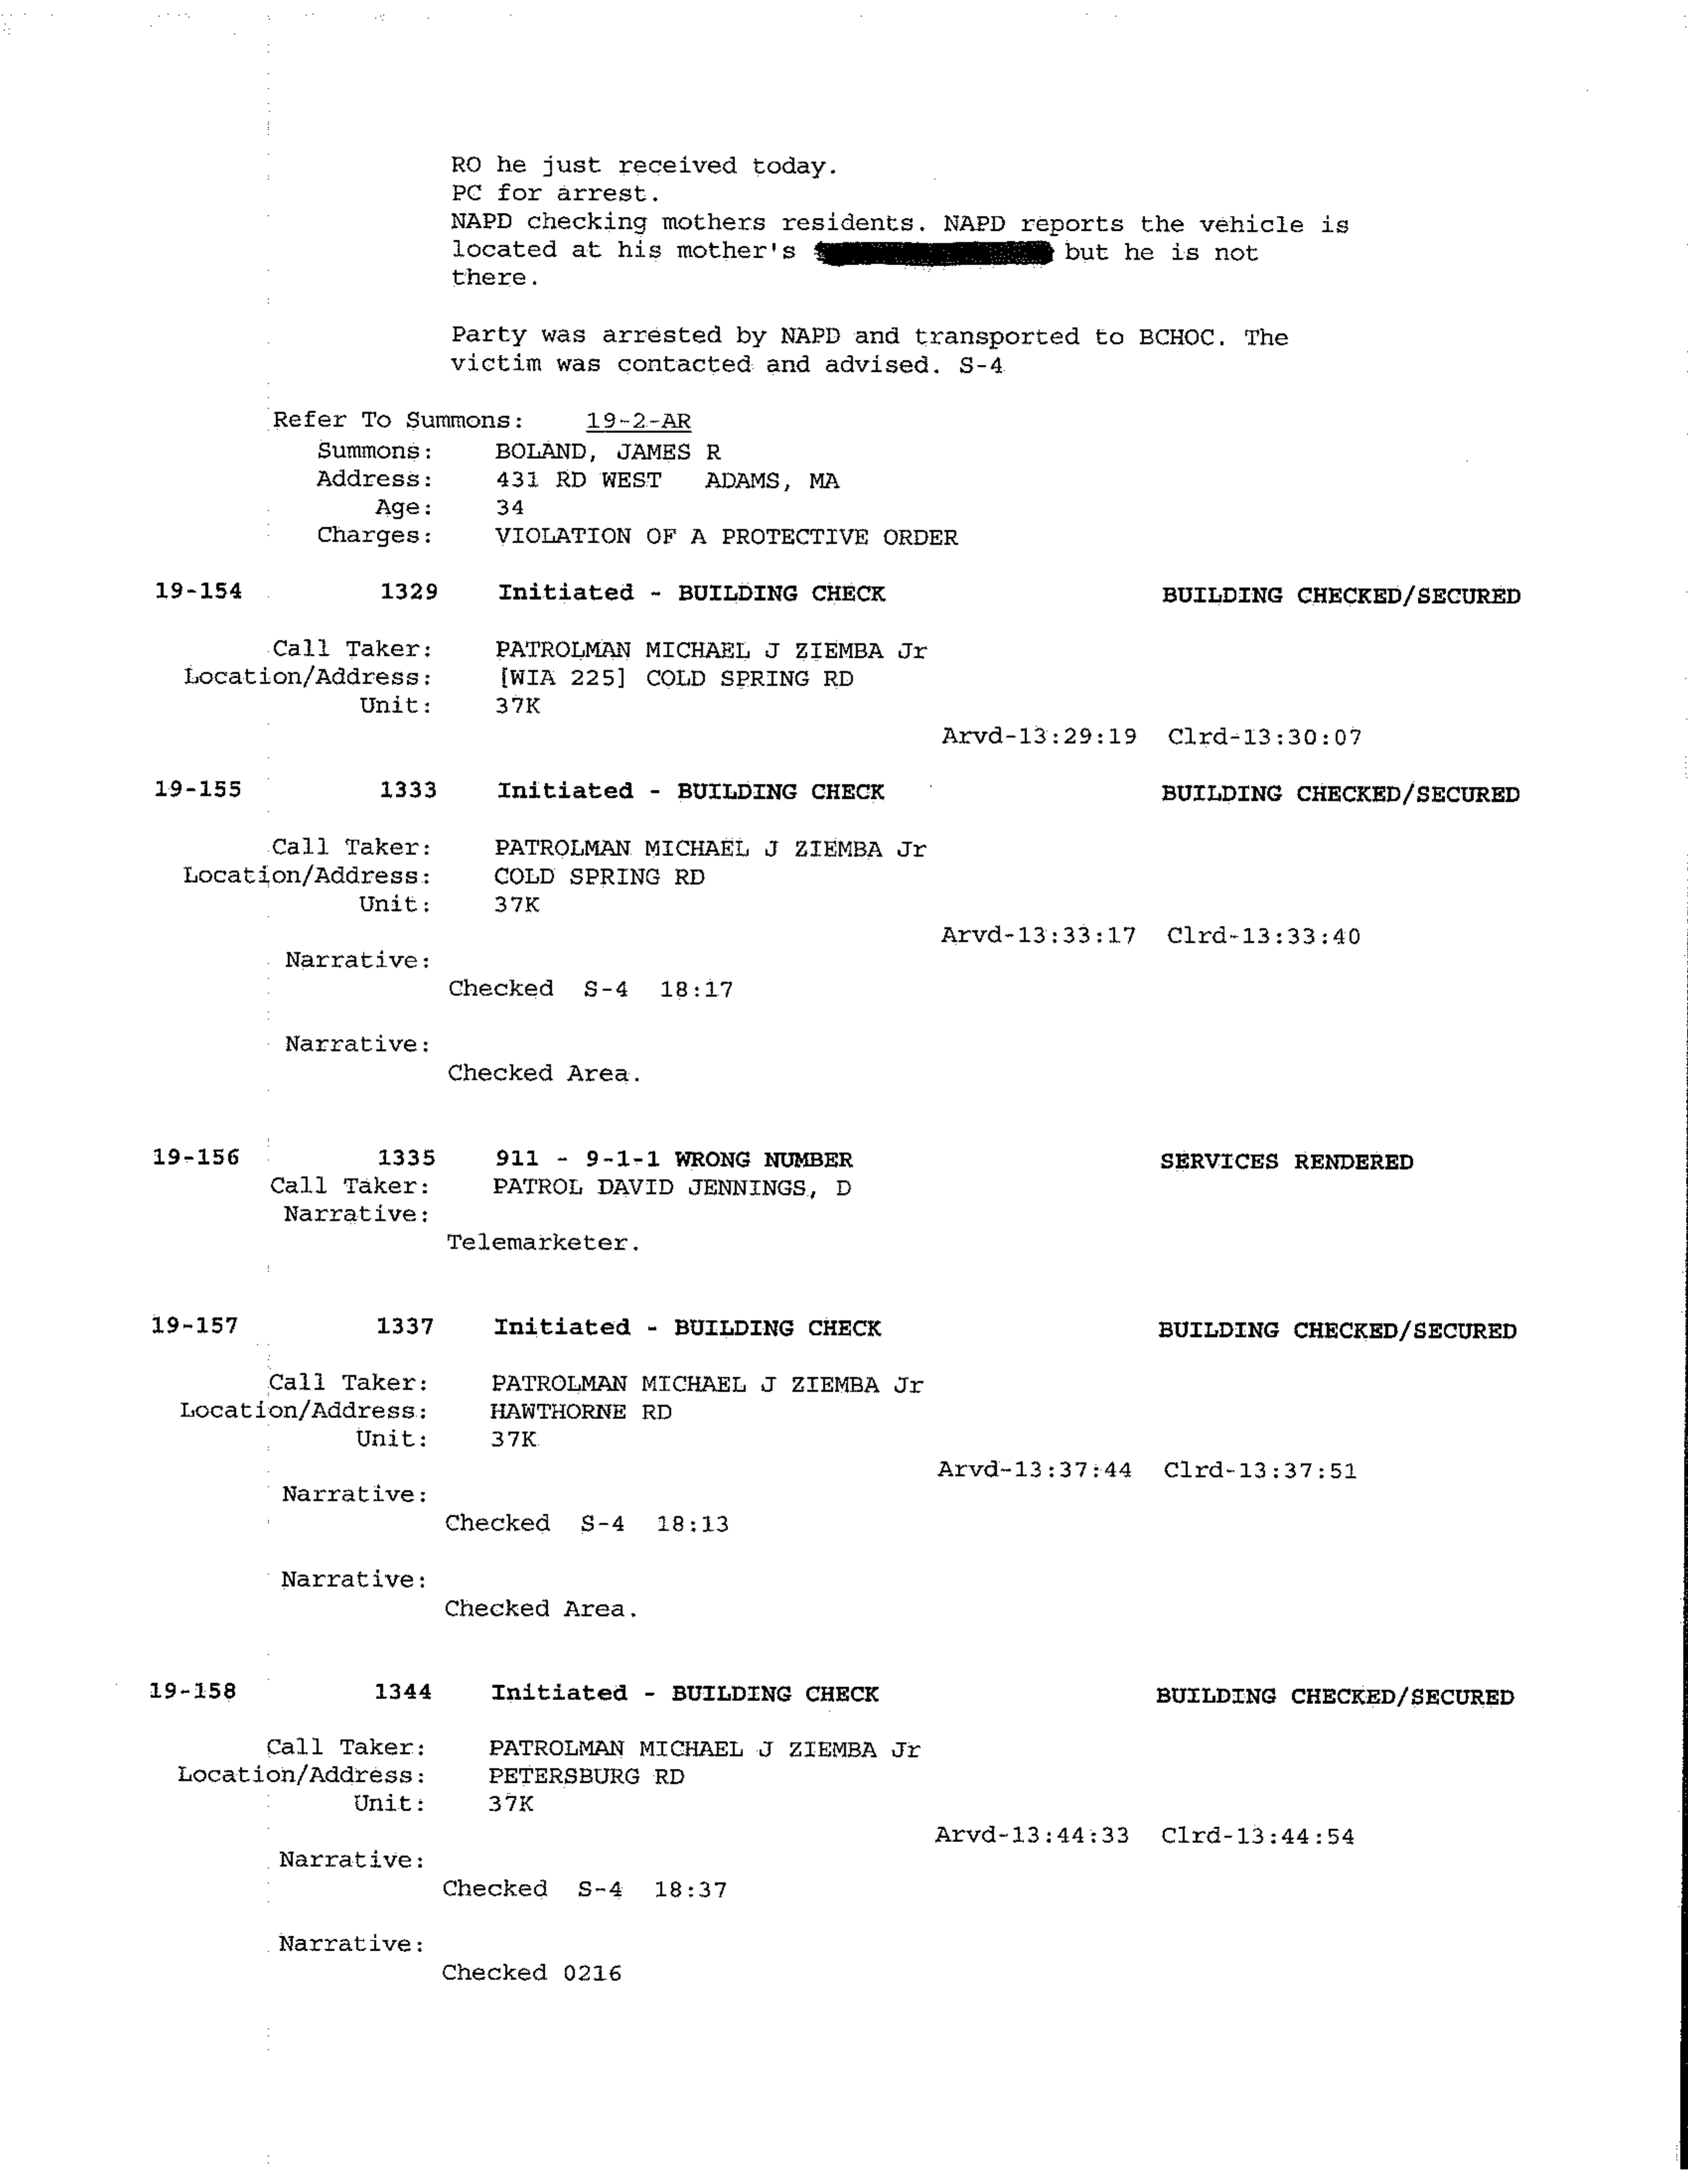 RO he just received today.
PC for arrest.
NAPD checking mothers residents. NAPD reports the vehicle is
located at his mother's but he is not
there.
Party was arrested by NAPD and transported to BCHOC. The
victim was contacted and advised. S-4
Refer To Summons: 19-2-AR
Summons: BOLAND, JAMES R
Address: 431 RD WEST ADAMS, MA
Age: 34
Charges: VIOLATION OF A PROTECTIVE ORDER
19-154 1329 Initiated - BUILDING CHECK BUILDING CHECKED/SECURED
Call Taker: PATROLMAN MICHAEL J ZIEMBA Jr
Location/Address: [WIA 225] COLD SPRING RD
Unit: 37K
Arvd-13:29:19 Clrd-13:30:07
19-155 1333 Initiated - BUILDING CHECK BUILDING CHECKED/SECURED
Call Taker: PATROLMAN MICHAEL J ZIEMBA Jr
Location/Address: COLD SPRING RD
Unit: 37K
Arvd-13:33:17 Clrd-13:33:40
Narrative:
Checked S-4 18:17
Narrative:
Checked Area.
19-156 1335 911 - 9-1-1 WRONG NUMBER SERVICES RENDERED
Call Taker: PATROL DAVID JENNINGS, D
Narrative:
Telemarketer.
19-157 1337 Initiated - BUILDING CHECK BUILDING CHECKED/SECURED
Call Taker: PATROLMAN MICHAEL J ZIEMBA Jr
Location/Address: HAWTHORNE RD
Unit: 37K
Arvd-13:37:44 Clrd-13:37:51
Narrative:
Checked S-4 18:13
Narrative:
Checked Area.
19-158 1344 Initiated - BUILDING CHECK BUILDING CHECKED/SECURED
Call Taker: PATROLMAN MICHAEL J ZIEMBA Jr
Location/Address: PETERSBURG RD
Unit: 37K
Arvd-13:44:33 Clrd-13:44:54
Narrative:
Checked S-4 18:37
Narrative:
Checked 0216